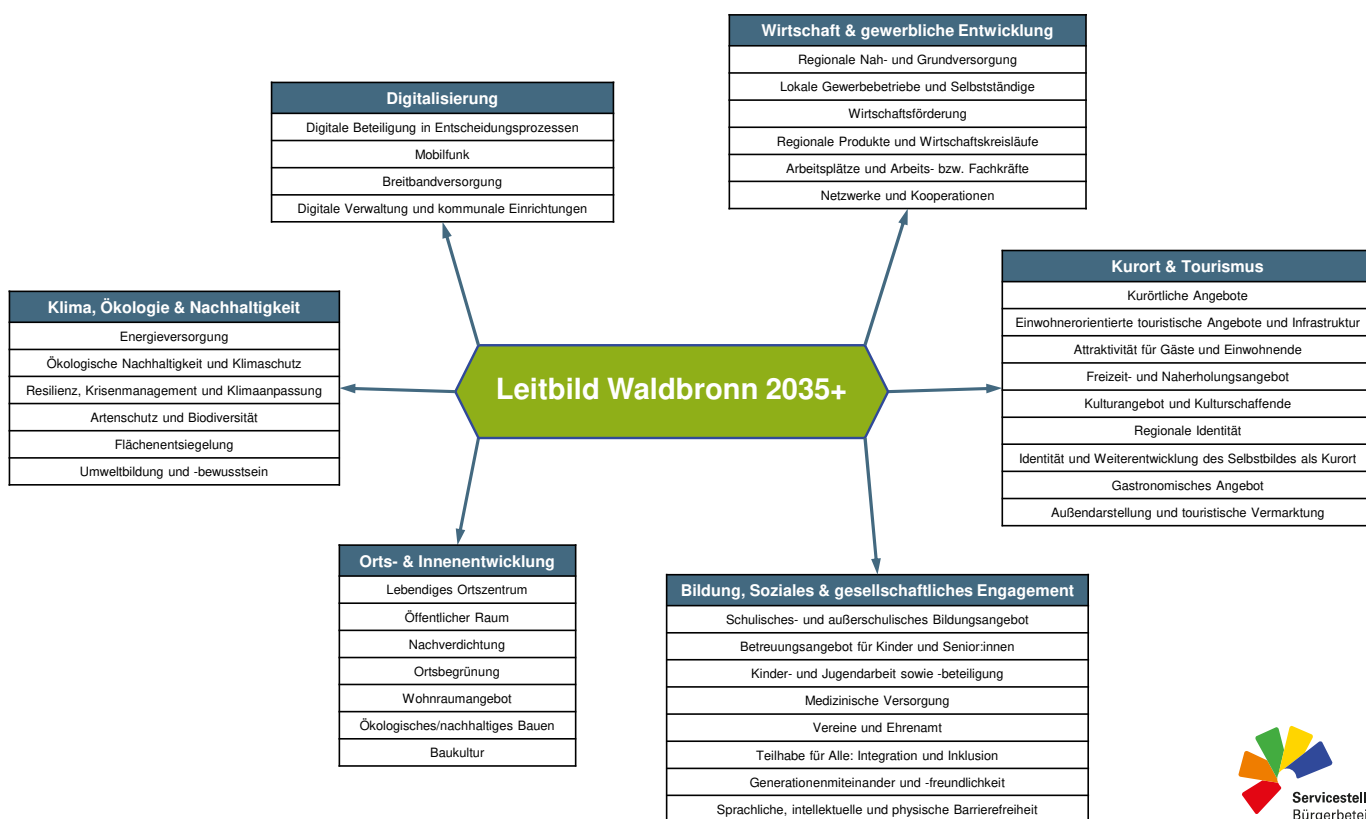 Wirtschaft & gewerbliche Entwicklung
Regionale Nah- und Grundversorgung
Lokale Gewerbebetriebe und Selbstständige
Wirtschaftsförderung
Regionale Produkte und Wirtschaftskreisläufe
Arbeitsplätze und Arbeits- bzw. Fachkräfte
Netzwerke und Kooperationen
Digitalisierung
Digitale Beteiligung in Entscheidungsprozessen
Mobilfunk
Breitbandversorgung
Digitale Verwaltung und kommunale Einrichtungen
Kurort & Tourismus
Kurörtliche Angebote
Einwohnerorientierte touristische Angebote und Infrastruktur
Attraktivität für Gäste und Einwohnende
Freizeit- und Naherholungsangebot
Kulturangebot und Kulturschaffende
Regionale Identität
Identität und Weiterentwicklung des Selbstbildes als Kurort
Gastronomisches Angebot
Außendarstellung und touristische Vermarktung
Klima, Ökologie & Nachhaltigkeit
Energieversorgung
Ökologische Nachhaltigkeit und Klimaschutz
Resilienz, Krisenmanagement und Klimaanpassung
Artenschutz und Biodiversität
Flächenentsiegelung
Umweltbildung und -bewusstsein
Leitbild Waldbronn 2035+
Orts- & Innenentwicklung
Lebendiges Ortszentrum
Öffentlicher Raum
Nachverdichtung
Ortsbegrünung
Wohnraumangebot
Ökologisches/nachhaltiges Bauen
Baukultur
Bildung, Soziales & gesellschaftliches Engagement
Schulisches- und außerschulisches Bildungsangebot
Betreuungsangebot für Kinder und Senior:innen
Kinder- und Jugendarbeit sowie -beteiligung
Medizinische Versorgung
Vereine und Ehrenamt
Teilhabe für Alle: Integration und Inklusion
Generationenmiteinander und -freundlichkeit
Sprachliche, intellektuelle und physische Barrierefreiheit
Servicestell
Bürgerbetei